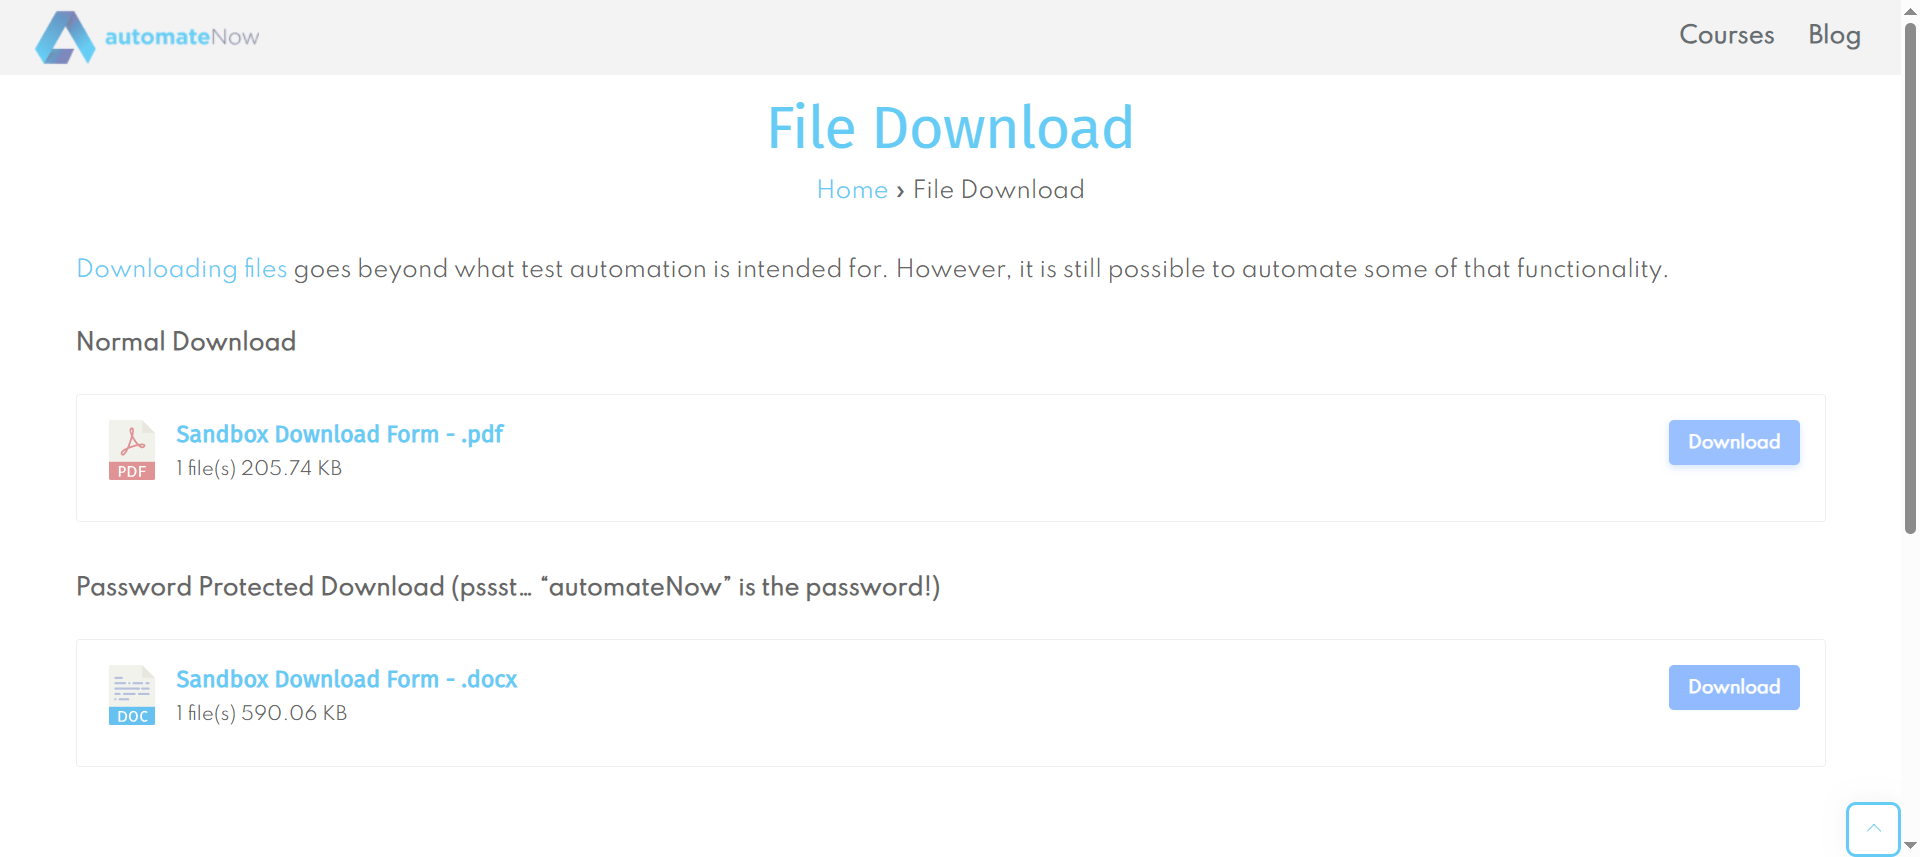 automateNow
Courses Blog
File Download
Home › File Download
Downloading files goes beyond what test automation is intended for. However, it is still possible to automate some of that functionality.
Normal Download
Sandbox Download Form - .pdf
Download
PDF
1 file(s) 205.74 KB
Password Protected Download (pssst… “automateNow” is the password!)
Sandbox Download Form - .docx
Download
DOC
1 file(s) 590.06 KB